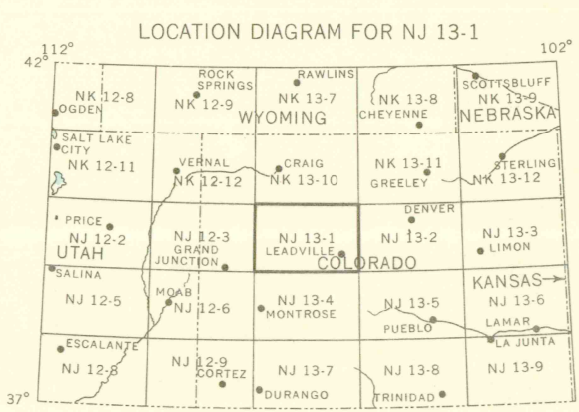 LOCATION DIAGRAM FOR NJ 13-1
112°
102°
42°
NK 12-8
OGDEN
ROCK
SPRINGS
NK 12-9
RAWLINS
NK 13-7
WYOMING
NK 13-8
CHEYENNE
SCOTTSBLUFF
NK 13-9
NEBRASKA
SALT LAKE
CITY
NK 12-11
VERNAL
NK 12-12
CRAIG
NK 13-10
NK 13-11
GREELEY
STERLING
NK 13-12
PRICE
NJ 12-2
UTAH
NJ 12-3
GRAND
JUNCTION
NJ 13-1
LEADVILLE
COLORADO
DENVER
NJ 13-2
NJ 13-3
LIMON
SALINA
NJ 12-5
MOAB
NJ 12-6
NJ 13-4
MONTROSE
NJ 13-5
PUEBLO
KANSAS→
NJ 13-6
LAMAR
LA JUNTA
ESCALANTE
NJ 12-8
NJ 12-9
CORTEZ
NJ 13-7
DURANGO
NJ 13-8
TRINIDAD
NJ 13-9
37°